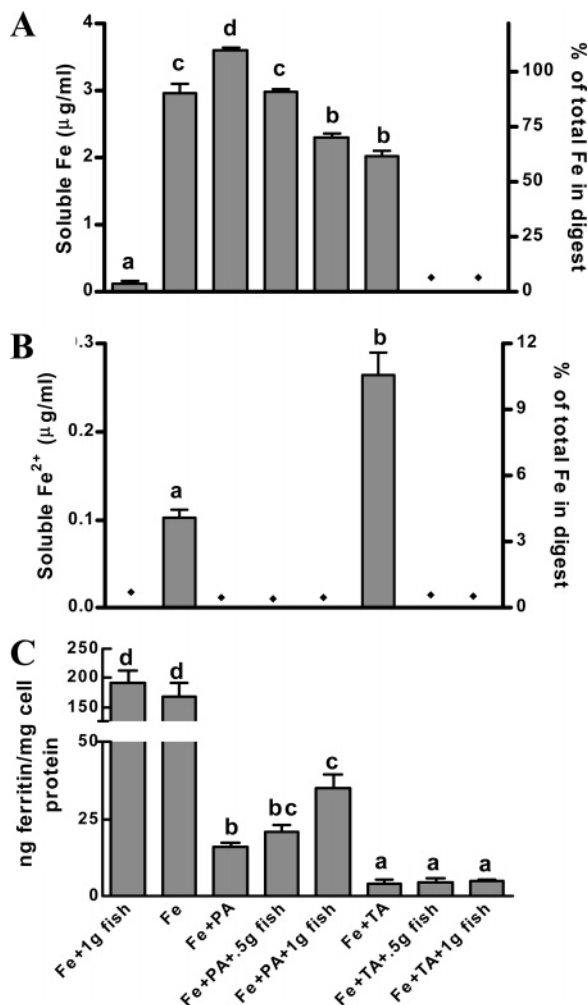 A
Soluble Fe (μg/ml)
4
3
2
1
0
a
c
d
c
b
b
100
75
50
25
0
% of total Fe in digest
B
Soluble Fe2+ (μg/ml)
0.3
0.2
0.1
0.0
a
b
12
9
6
3
0
% of total Fe in digest
C
ng ferritin/mg cell
protein
250
200
150
50
25
0
d
d
b
bc
c
a
a
a
Fe+1g fish
Fe
Fe+PA
Fe+PA+.5g fish
Fe+PA+1g fish
Fe+TA
Fe+TA+.5g fish
Fe+TA+1g fish